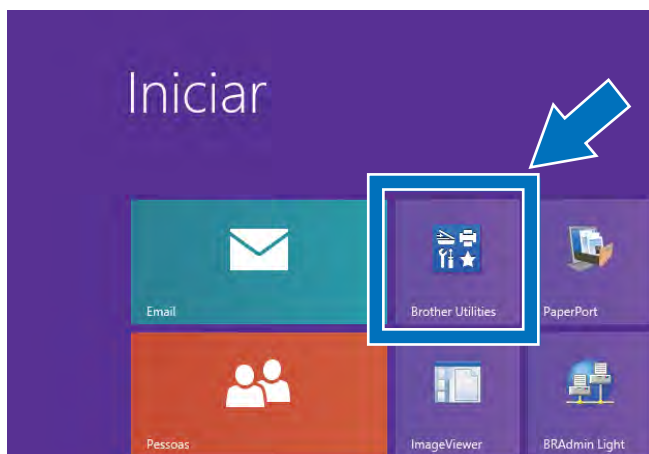 Iniciar
Email
Brother Utilities
PaperPort
Pessoas
ImageViewer
BRAdmin Light